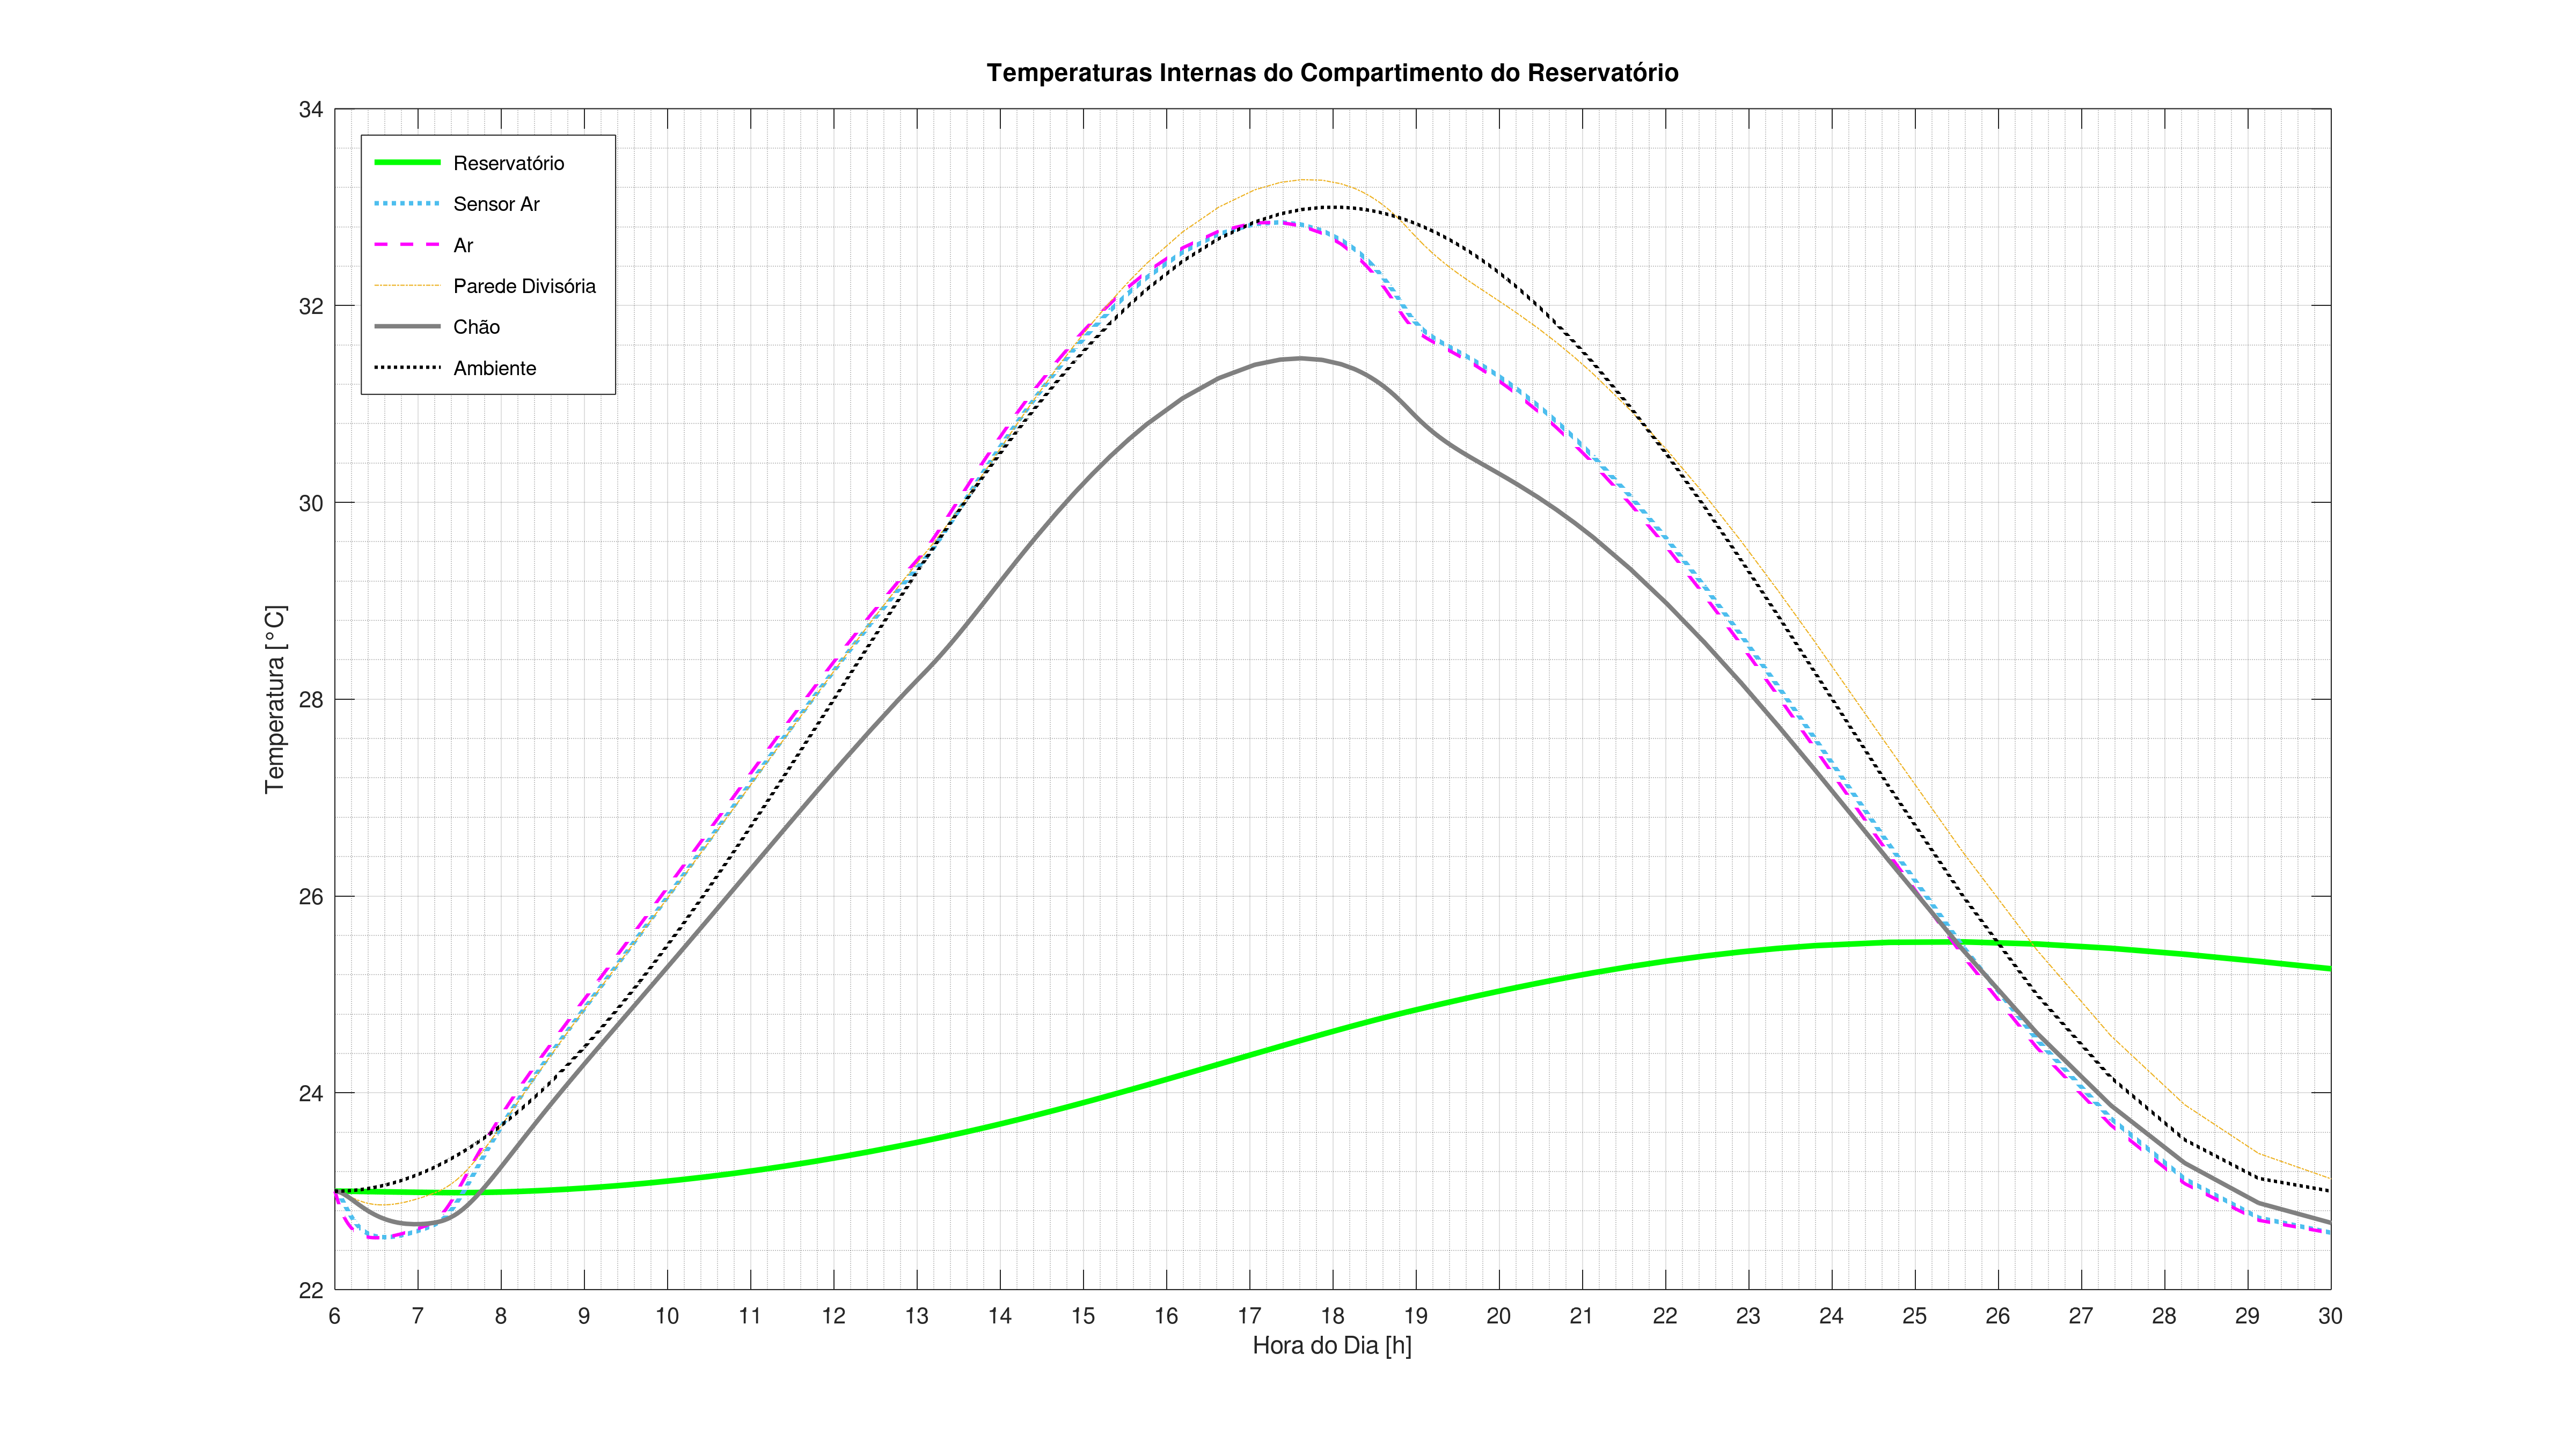 Temperaturas Internas do Compartimento do Reservatório
34
32
30
28
26
24
22
Temperatura [°C]
Reservatório
Sensor Ar
Ar
Parede Divisória
Chão
Ambiente
6 7 8 9 10 11 12 13 14 15 16 17 18 19 20 21 22 23 24 25 26 27 28 29 30
Hora do Dia [h]